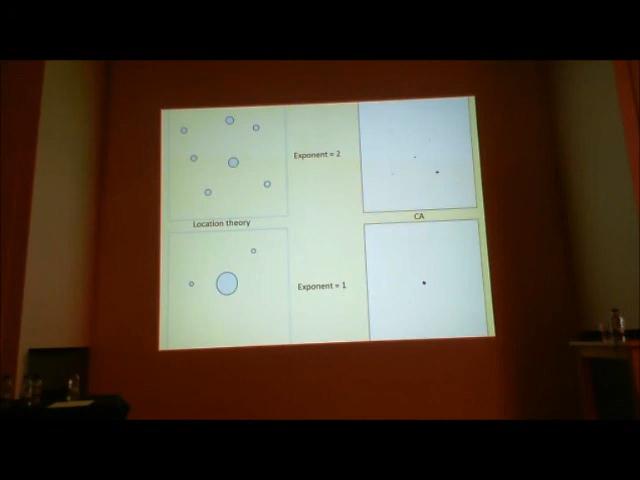 Exponent = 2
Location theory
CA
Exponent = 1